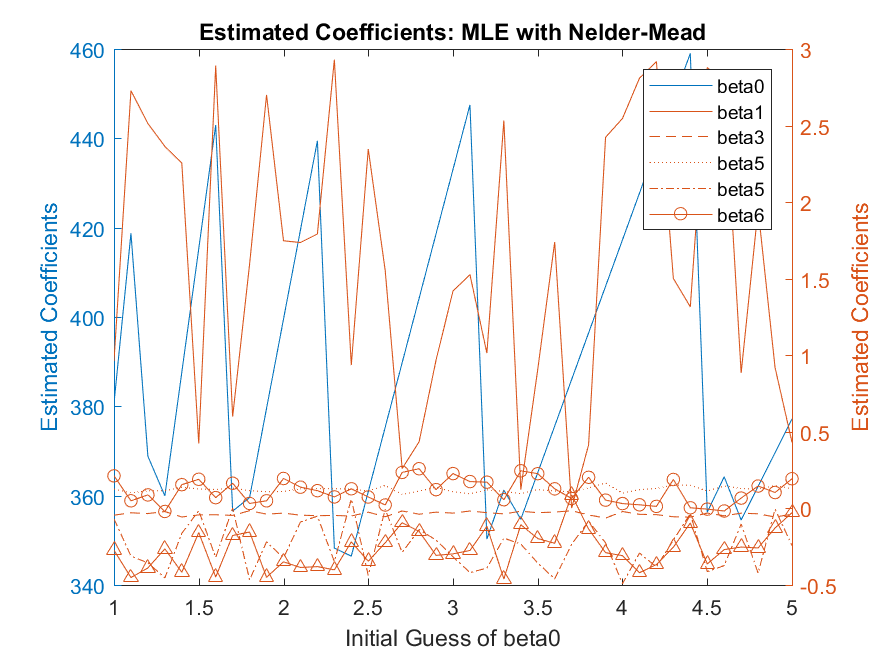 Estimated Coefficients: MLE with Nelder-Mead
460
440
420
400
380
360
340
Estimated Coefficients
3
2.5
2
1.5
1
0.5
0
-0.5
Estimated Coefficients
beta0
beta1
beta3
beta5
beta5
beta6
1
1.5
2
2.5
3
3.5
4
4.5
5
Initial Guess of beta0